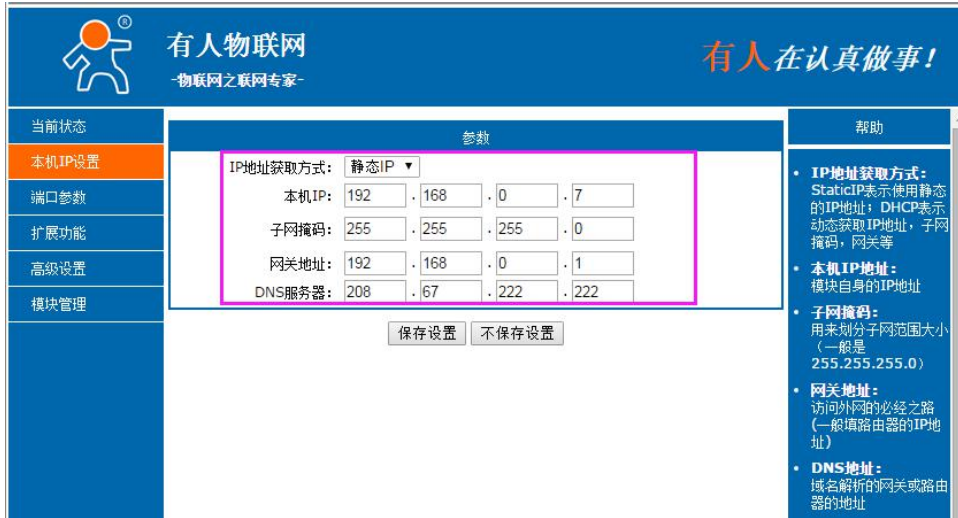 ®
有人物联网
-物联网之联网专家-
有人在认真做事!
当前状态
本机IP设置
端口参数
扩展功能
高级设置
模块管理
参数
IP地址获取方式: 静态IP ▼
本机IP: 192 . 168 . 0 . 7
子网掩码: 255 . 255 . 255 . 0
网关地址: 192 . 168 . 0 . 1
DNS服务器: 208 . 67 . 222 . 222
保存设置 不保存设置
帮助
• IP地址获取方式:
StaticIP表示使用静态
的IP地址; DHCP表示
动态获取IP地址, 子网
掩码, 网关等
• 本机IP地址:
模块自身的IP地址
• 子网掩码:
用来划分子网范围大小
(一般是
255.255.255.0)
• 网关地址:
访问外网的必经之路
(一般填路由器的IP地
址)
• DNS地址:
域名解析的网关或路由
器的地址